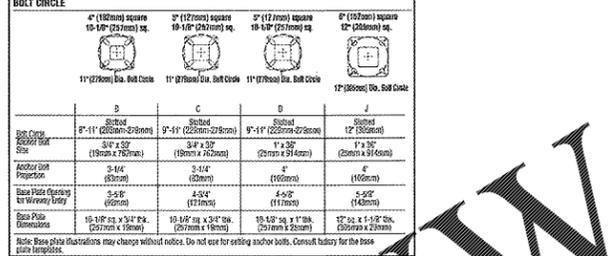 BOLT CIRCLE
4" (102mm) square 5" (127mm) square 5" (127mm) square 6" (152mm) square
10-1/8" (257mm) sq. 10-1/8" (257mm) sq. 10-1/8" (257mm) sq. 12" (305mm) sq.
11" (279mm) Dia. Bolt Circle 11" (279mm) Dia. Bolt Circle 11" (279mm) Dia. Bolt Circle
12" (305mm) Dia. Bolt Circle
B C D J
Slotted Slotted Slotted Slotted
Bolt Circle 8"-11" (203mm-279mm) 9"-11" (229mm-279mm) 9"-11" (229mm-279mm) 12" (305mm)
Anchor Bolt 3/4" x 30" 3/4" x 30" 1" x 36" 1" x 36"
Size (19mm x 762mm) (19mm x 762mm) (25mm x 914mm) (25mm x 914mm)
Anchor Bolt 3-1/4" 3-1/4" 4" 4"
Projection (83mm) (83mm) (102mm) (102mm)
Base Plate Opening 3-5/8" 4-3/4" 4-5/8" 5-5/8"
for Wireway Entry (92mm) (121mm) (117mm) (143mm)
Base Plate 10-1/8" sq. x 3/4" thk. 10-1/8" sq. x 3/4" thk. 10-1/8" sq. x 1" thk. 12" sq. x 1-1/8" thk.
Dimensions (257mm x 19mm) (257mm x 19mm) (257mm x 25mm) (305mm x 29mm)
Note: Base plate illustrations may change without notice. Do not use for setting anchor bolts. Consult factory for the base
plate templates.
W